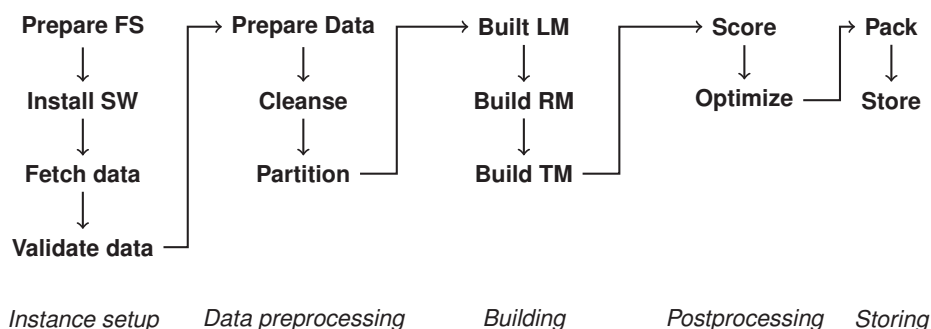 Prepare FS
Install SW
Fetch data
Validate data
Prepare Data
Cleanse
Partition
Built LM
Build RM
Build TM
Score
Optimize
Pack
Store
Instance setup
Data preprocessing
Building
Postprocessing
Storing